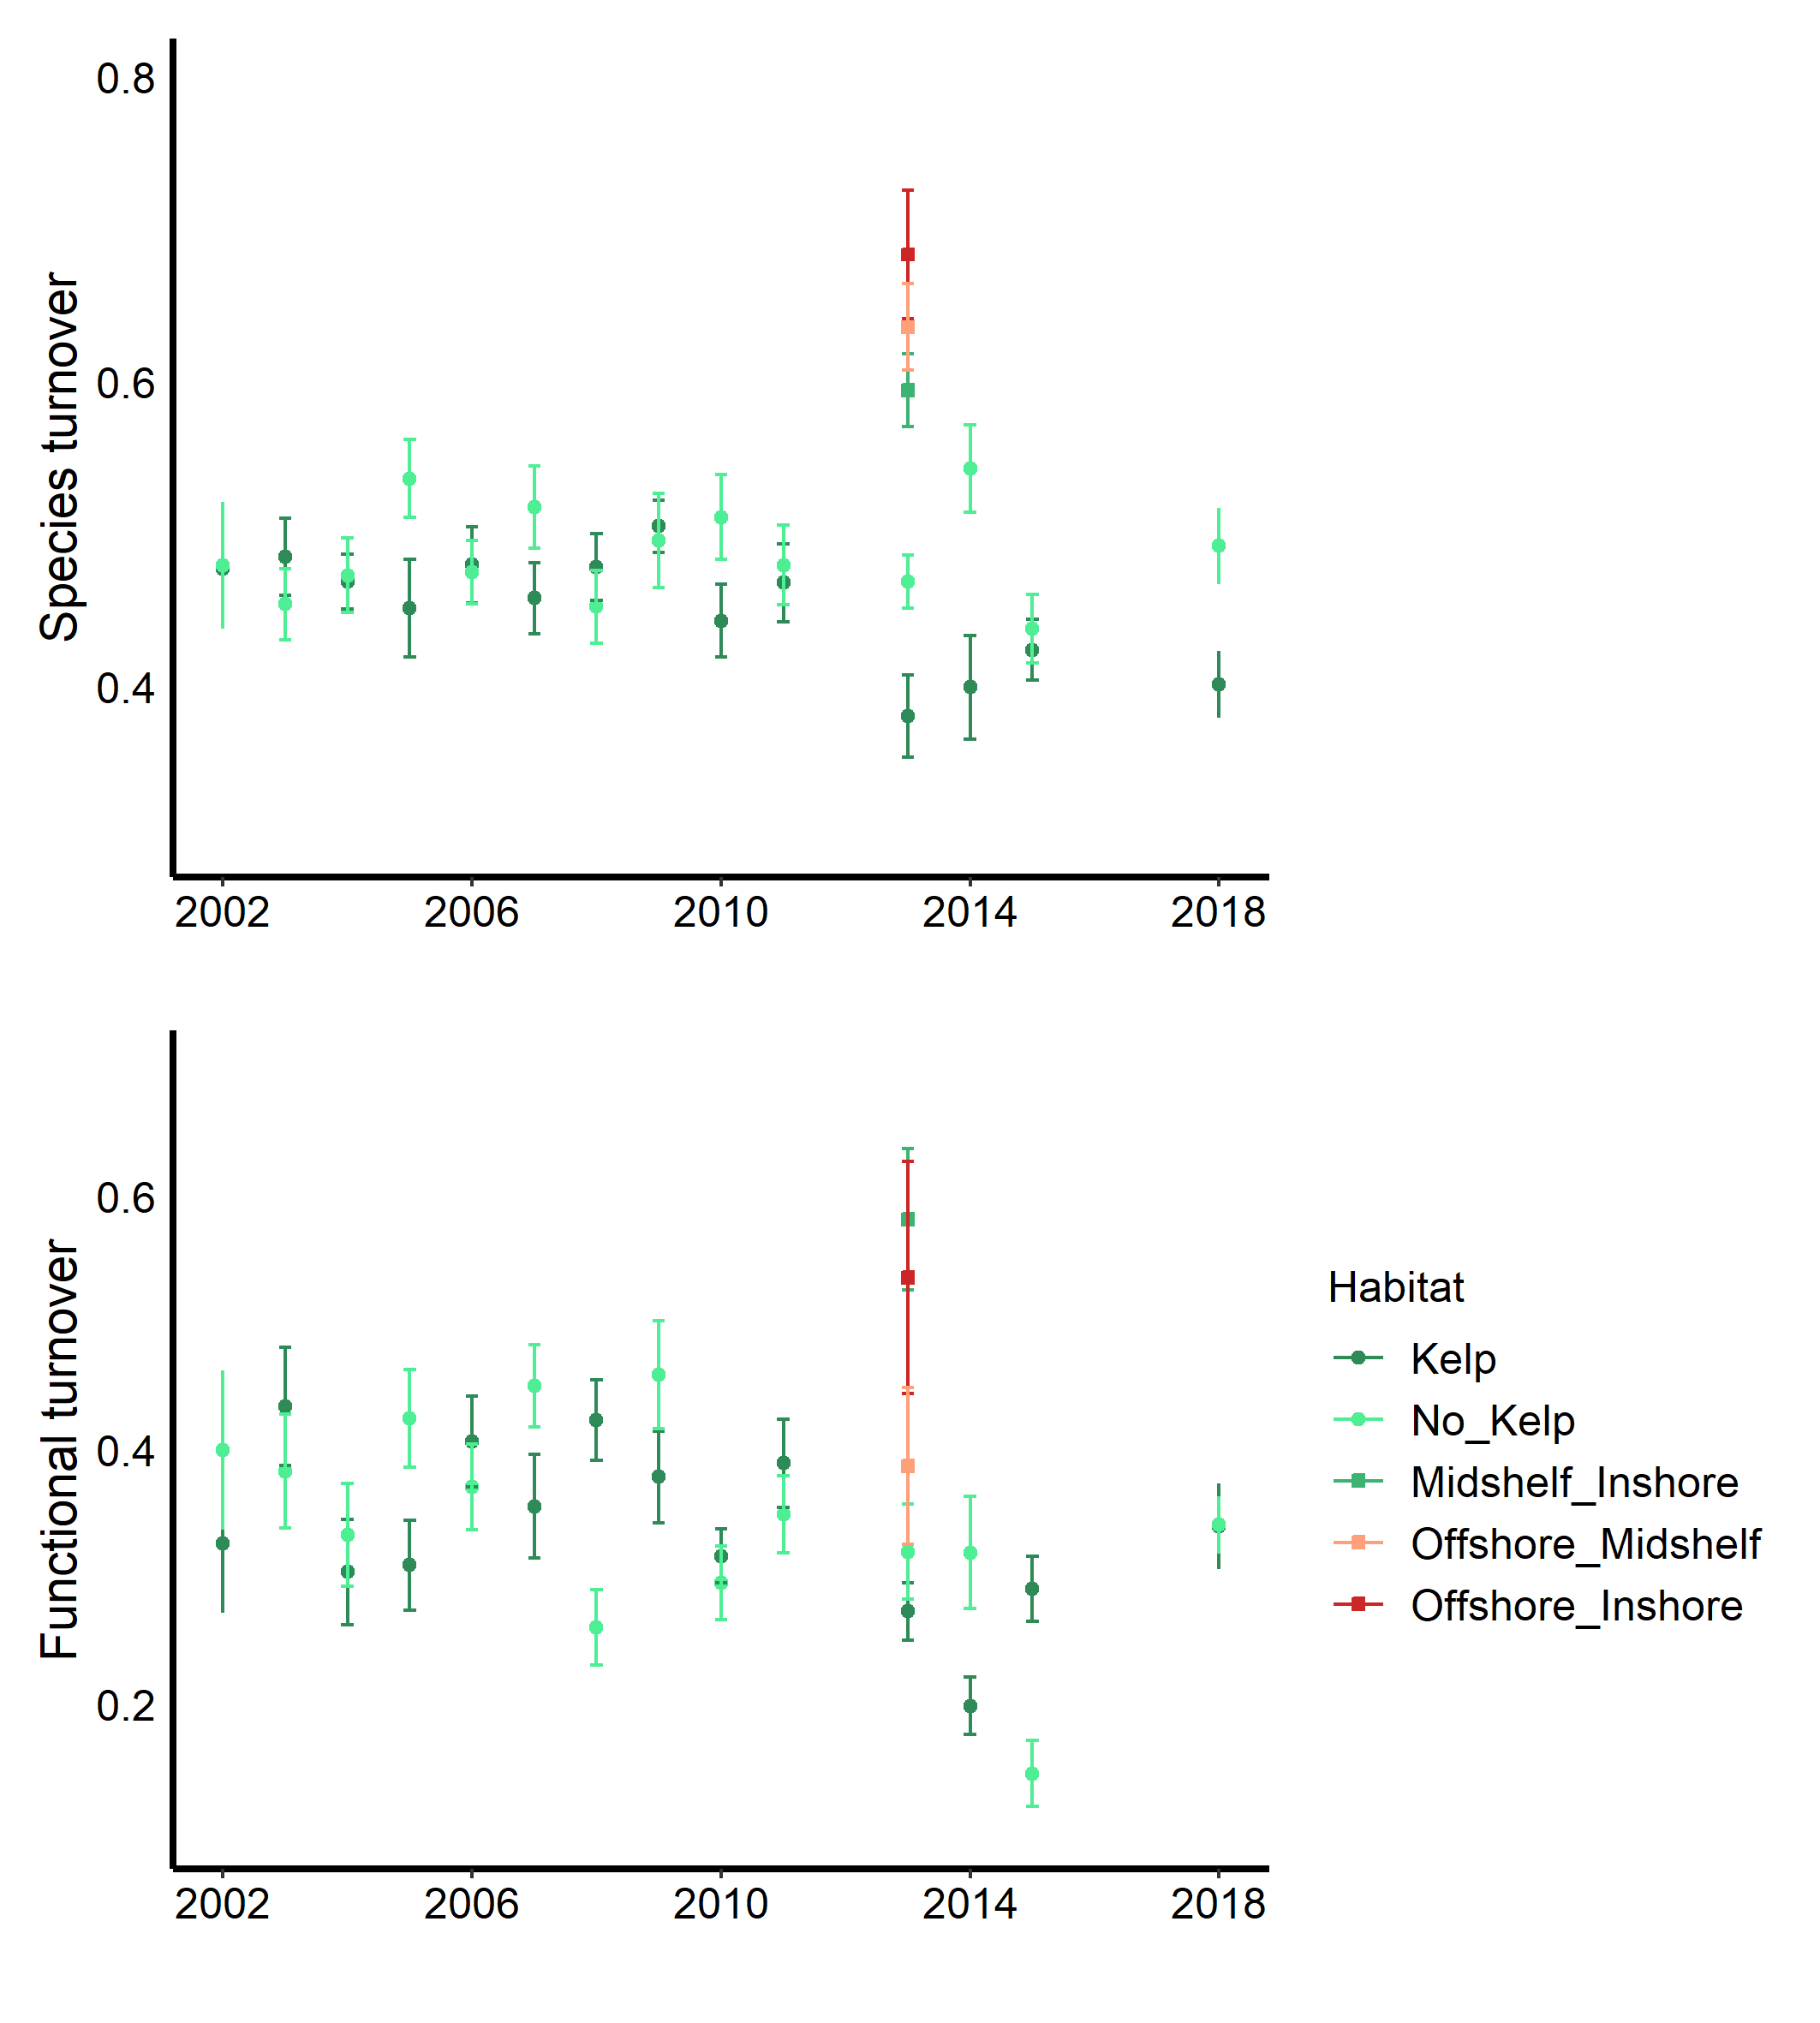 Species turnover
0.8
0.6
0.4
2002 2006 2010 2014 2018
Functional turnover
0.6
0.4
0.2
2002 2006 2010 2014 2018
Habitat
Kelp
No_Kelp
Midshelf_Inshore
Offshore_Midshelf
Offshore_Inshore